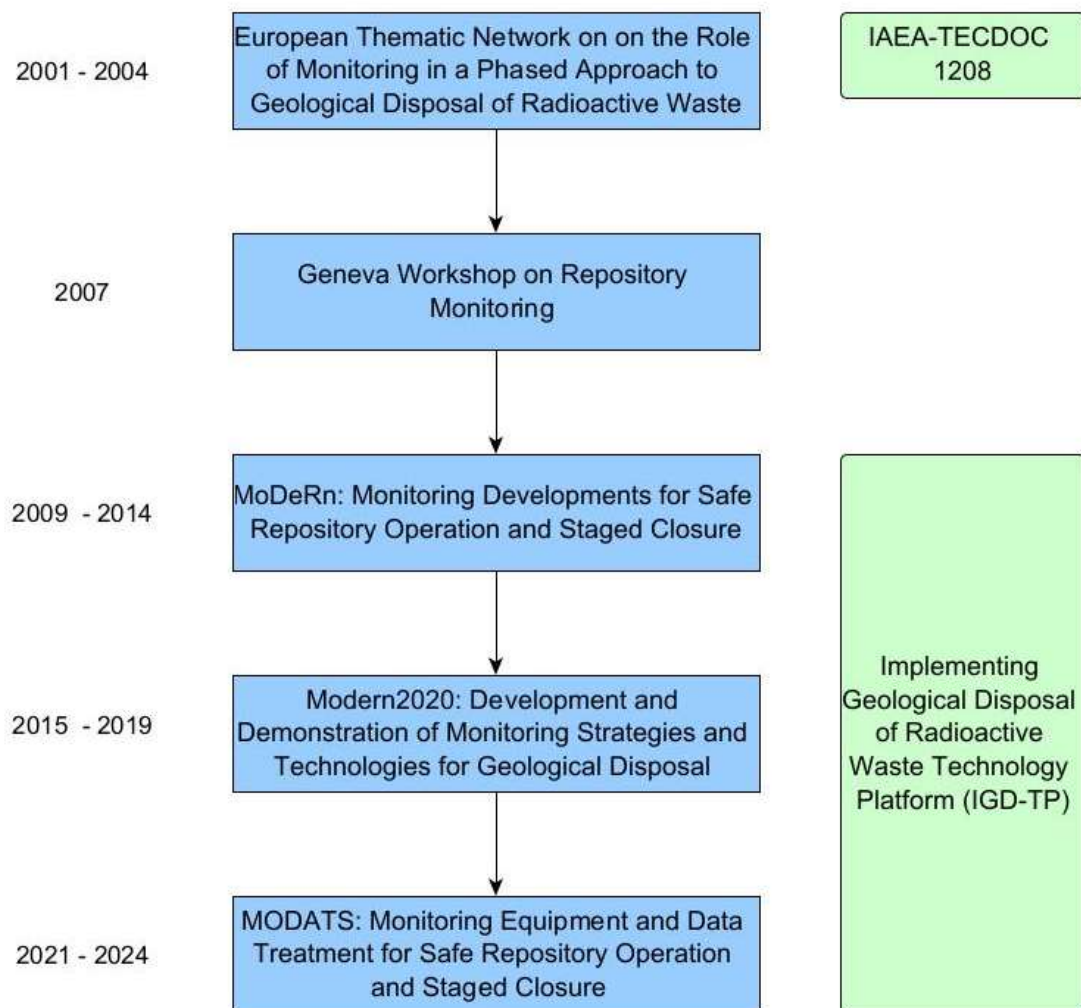 2001 - 2004
European Thematic Network on on the Role
of Monitoring in a Phased Approach to
Geological Disposal of Radioactive Waste
IAEA-TECDOC
1208
2007
Geneva Workshop on Repository
Monitoring
2009 - 2014
MoDeRn: Monitoring Developments for Safe
Repository Operation and Staged Closure
2015 - 2019
Modern2020: Development and
Demonstration of Monitoring Strategies and
Technologies for Geological Disposal
Implementing
Geological Disposal
of Radioactive
Waste Technology
Platform (IGD-TP)
2021 - 2024
MODATS: Monitoring Equipment and Data
Treatment for Safe Repository Operation
and Staged Closure